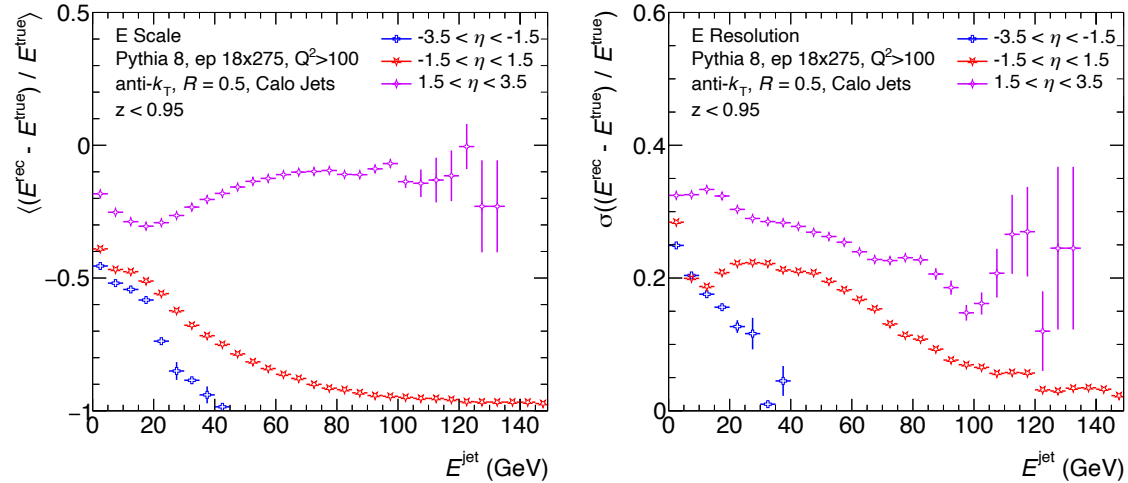 ⟨(E^rec - E^true) / E^true⟩
0.5
0
−0.5
−1
E Scale
Pythia 8, ep 18x275, Q²>100
anti-k_T, R = 0.5, Calo Jets
z < 0.95
-3.5 < η < -1.5
-1.5 < η < 1.5
1.5 < η < 3.5
0 20 40 60 80 100 120 140
E^jet (GeV)
σ((E^rec - E^true) / E^true)
0.6
0.4
0.2
0
E Resolution
Pythia 8, ep 18x275, Q²>100
anti-k_T, R = 0.5, Calo Jets
z < 0.95
-3.5 < η < -1.5
-1.5 < η < 1.5
1.5 < η < 3.5
0 20 40 60 80 100 120 140
E^jet (GeV)